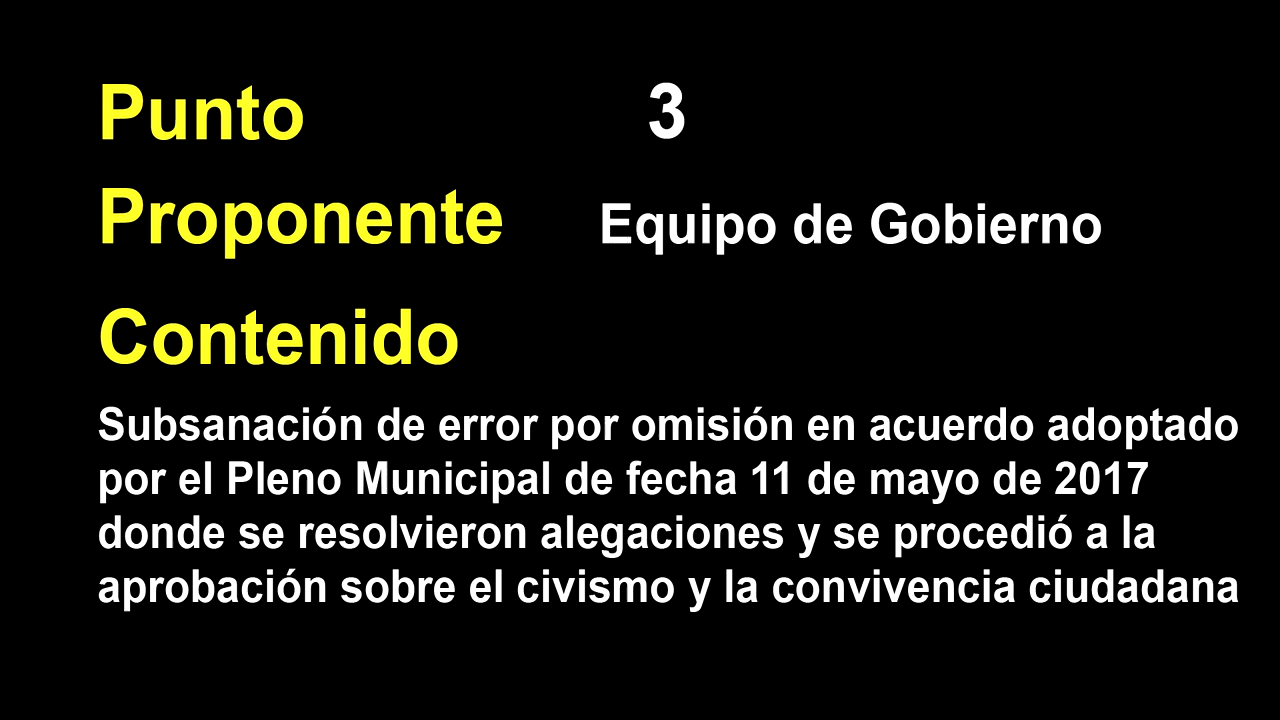 Punto 3
Proponente Equipo de Gobierno
Contenido
Subsanación de error por omisión en acuerdo adoptado
por el Pleno Municipal de fecha 11 de mayo de 2017
donde se resolvieron alegaciones y se procedió a la
aprobación sobre el civismo y la convivencia ciudadana